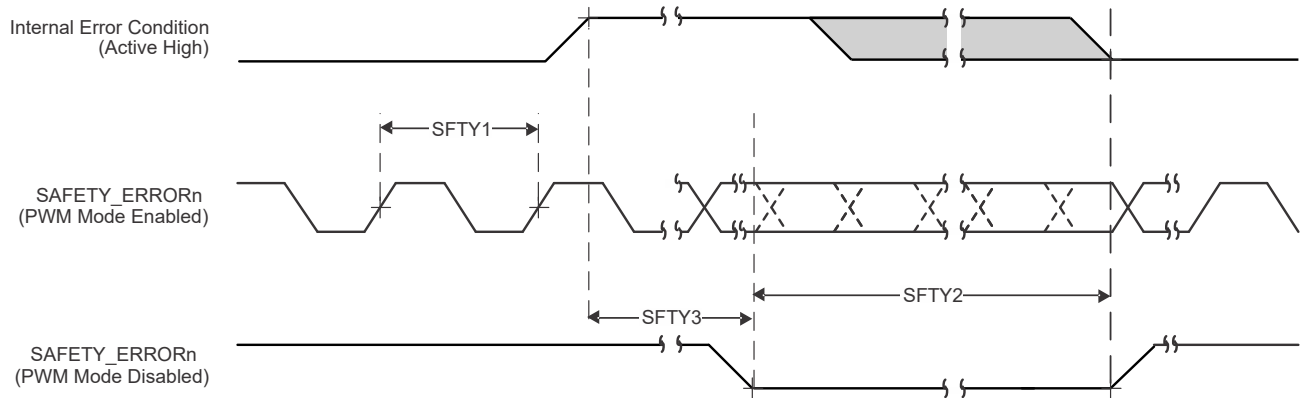 Internal Error Condition
(Active High)
SFTY1
SAFETY_ERRORn
(PWM Mode Enabled)
SFTY2
SFTY3
SAFETY_ERRORn
(PWM Mode Disabled)